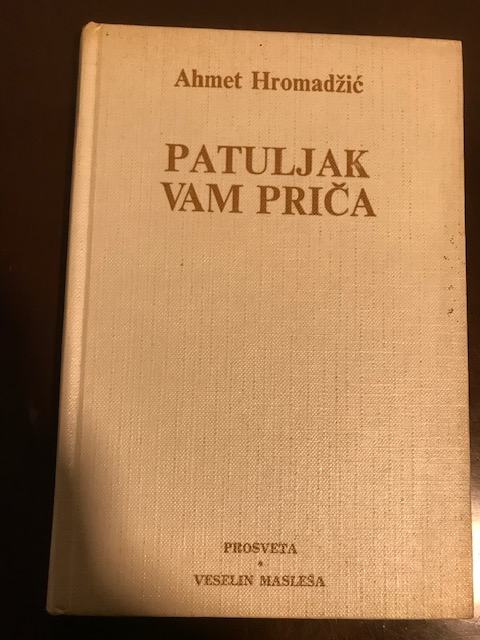 Ahmet Hromadžić
PATULJAK
VAM PRIČA
PROSVETA
*
VESELIN MASLEŠA